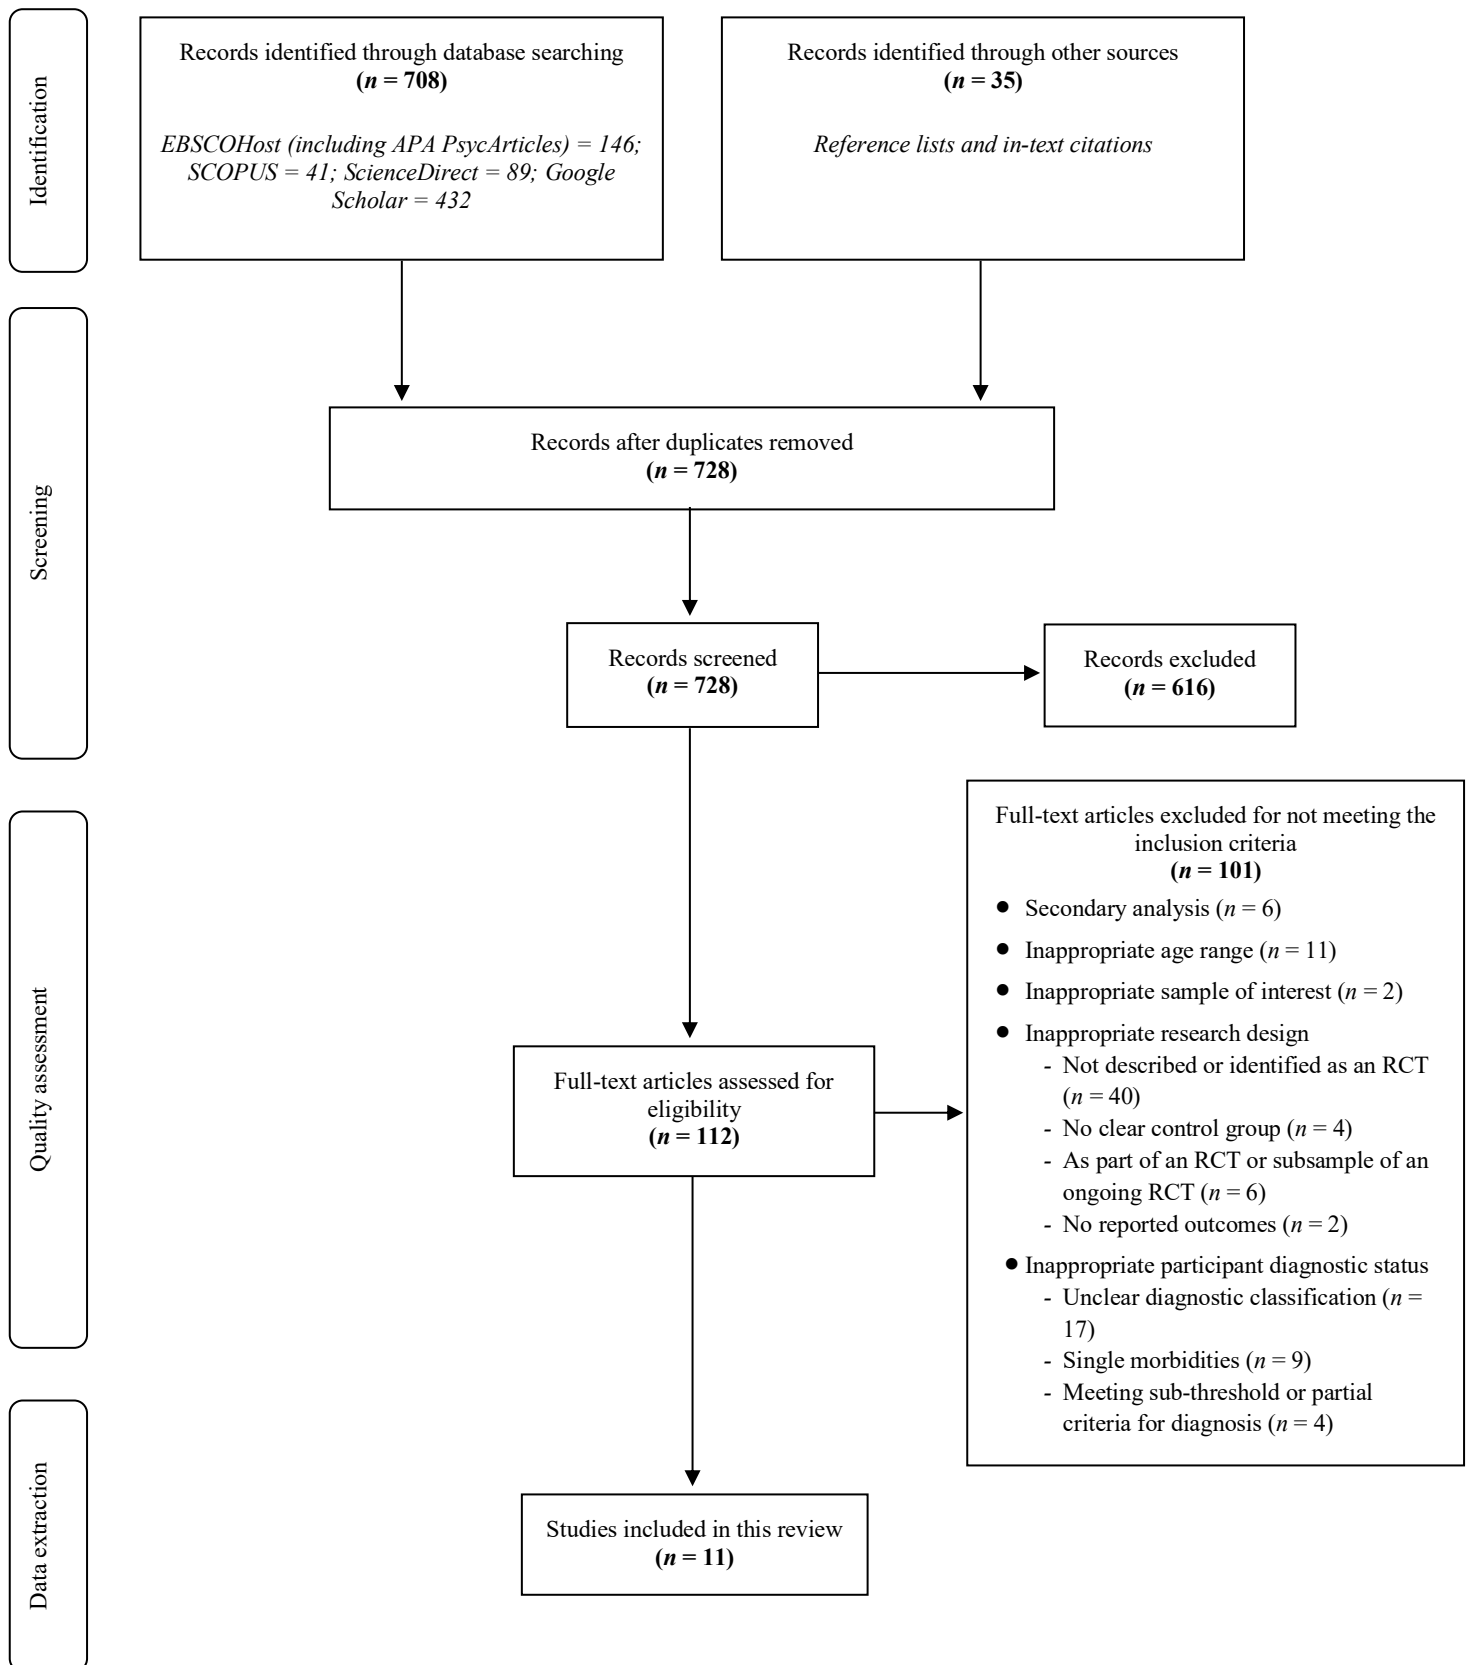 Identification
Records identified through database searching
(n = 708)
EBSCOHost (including APA PsycArticles) = 146;
SCOPUS = 41; ScienceDirect = 89; Google
Scholar = 432
Records identified through other sources
(n = 35)
Reference lists and in-text citations
Screening
Records after duplicates removed
(n = 728)
Records screened
(n = 728)
Records excluded
(n = 616)
Quality assessment
Full-text articles assessed for
eligibility
(n = 112)
Full-text articles excluded for not meeting the
inclusion criteria
(n = 101)
● Secondary analysis (n = 6)
● Inappropriate age range (n = 11)
● Inappropriate sample of interest (n = 2)
● Inappropriate research design
- Not described or identified as an RCT
(n = 40)
- No clear control group (n = 4)
- As part of an RCT or subsample of an
ongoing RCT (n = 6)
- No reported outcomes (n = 2)
● Inappropriate participant diagnostic status
- Unclear diagnostic classification (n =
17)
- Single morbidities (n = 9)
- Meeting sub-threshold or partial
criteria for diagnosis (n = 4)
Data extraction
Studies included in this review
(n = 11)